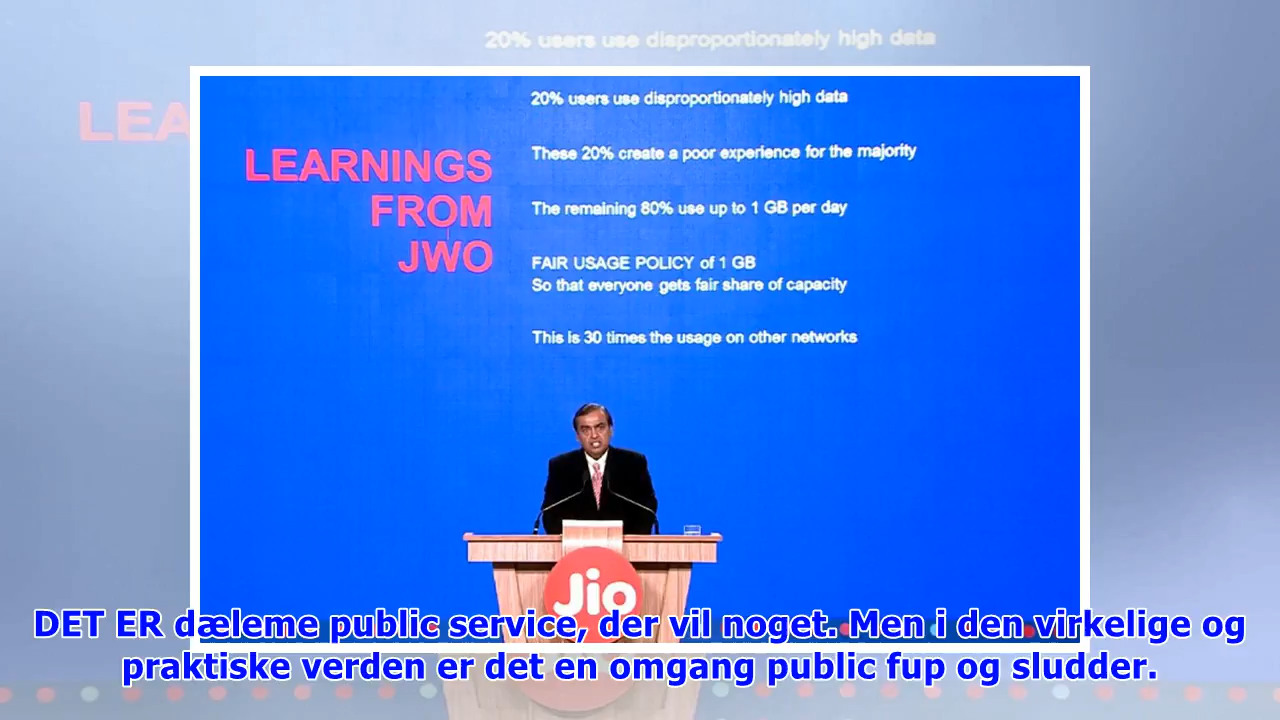 20% users use disproportionately high data
LEA
20% users use disproportionately high data
LEARNINGS
FROM
JWO
These 20% create a poor experience for the majority
The remaining 80% use up to 1 GB per day
FAIR USAGE POLICY of 1 GB
So that everyone gets fair share of capacity
This is 30 times the usage on other networks
Jio
DET ER dæleme public service, der vil noget. Men i den virkelige og
praktiske verden er det en omgang public fup og sludder.